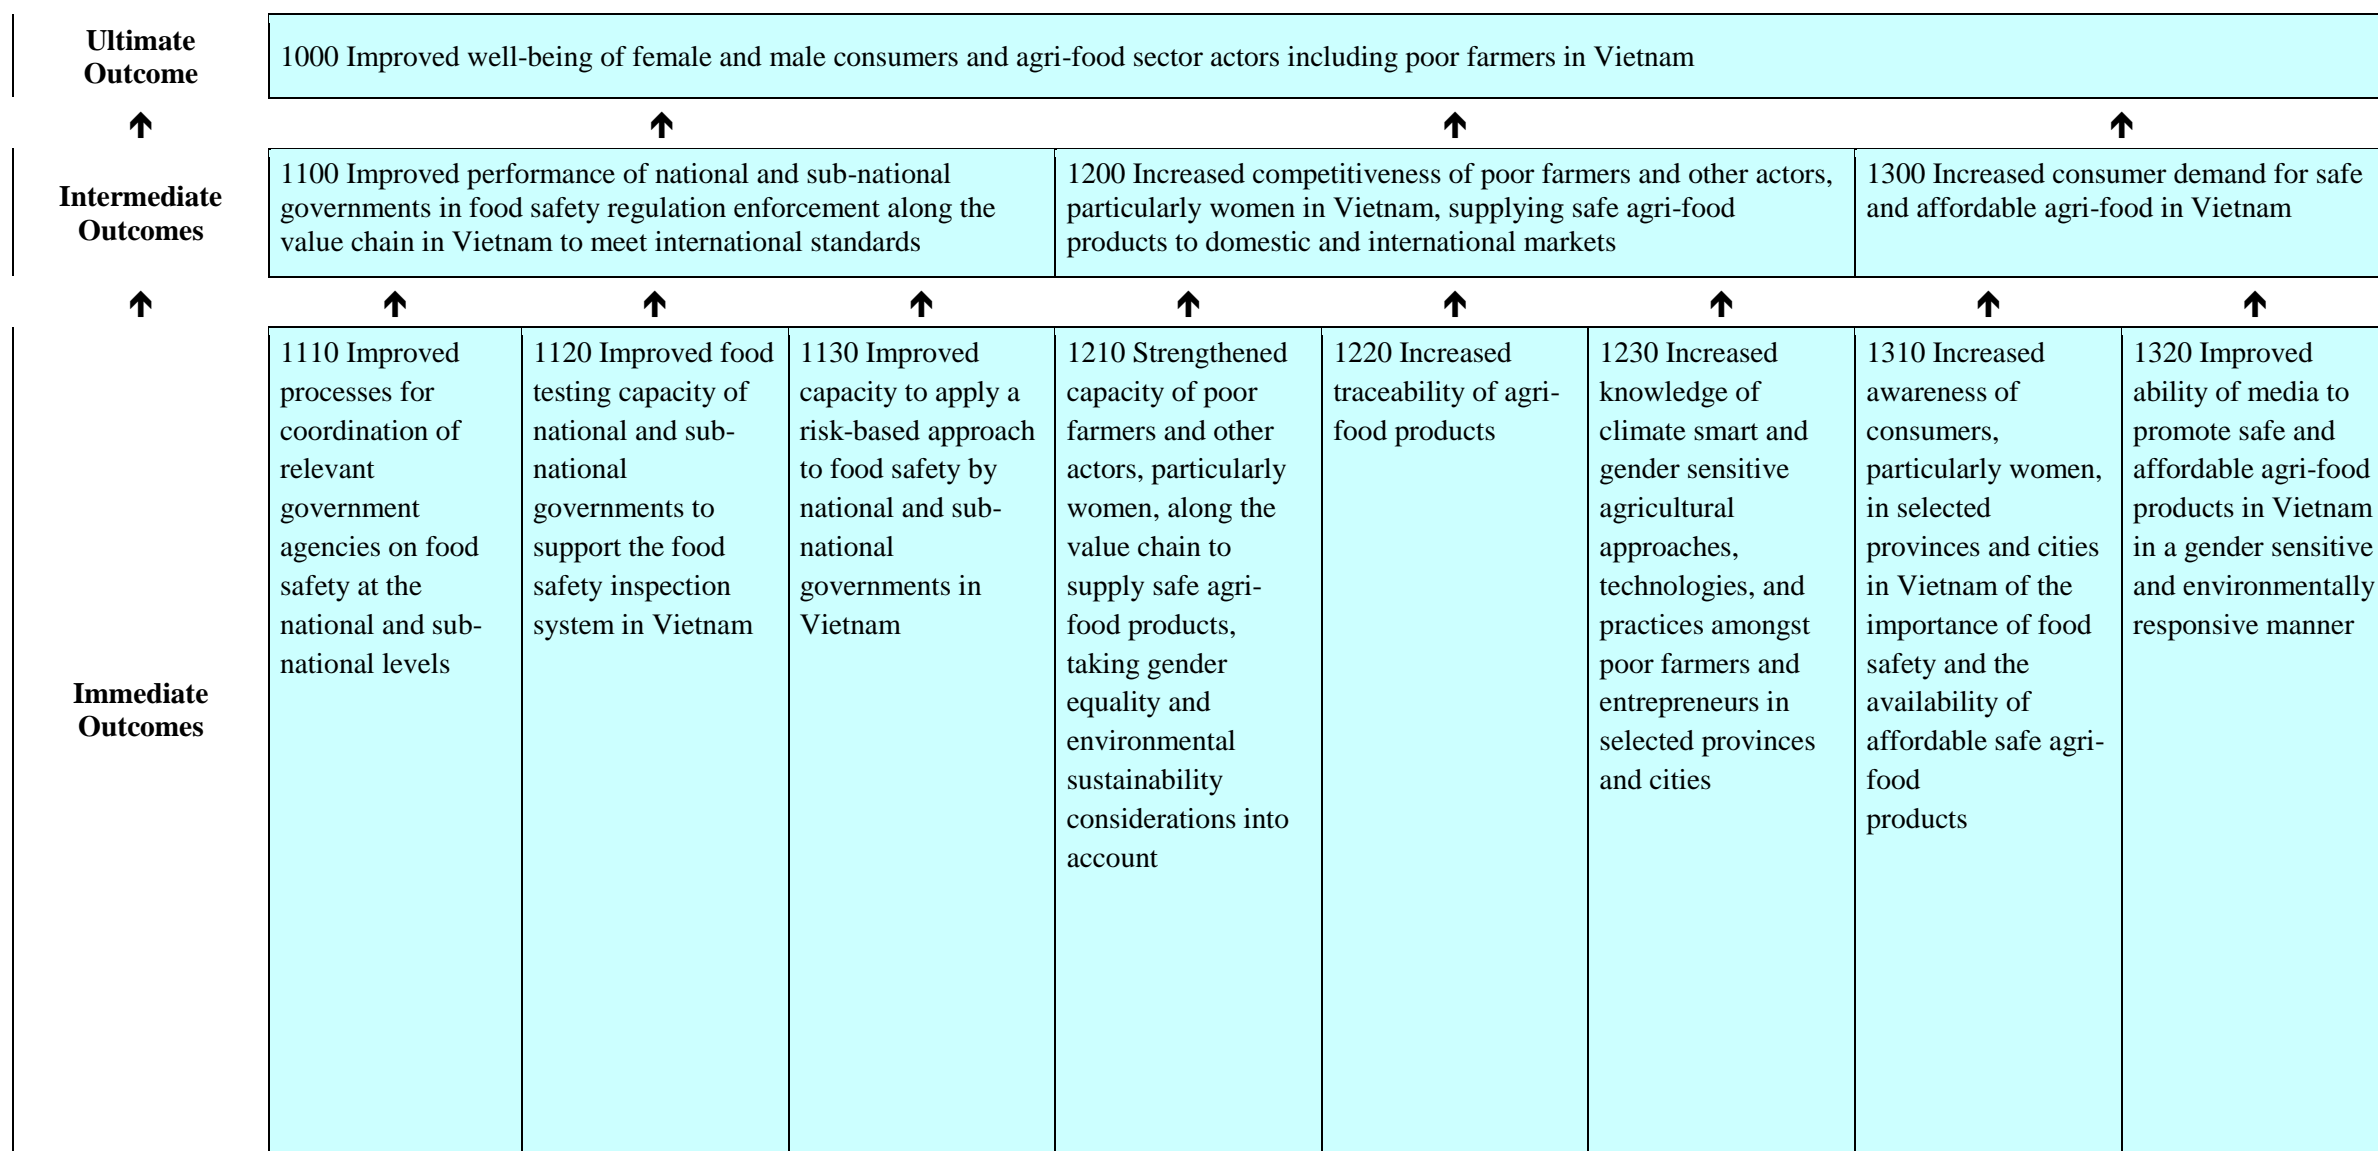 Ultimate
Outcome
1000 Improved well-being of female and male consumers and agri-food sector actors including poor farmers in Vietnam
Intermediate
Outcomes
1100 Improved performance of national and sub-national
governments in food safety regulation enforcement along the
value chain in Vietnam to meet international standards
1200 Increased competitiveness of poor farmers and other actors,
particularly women in Vietnam, supplying safe agri-food
products to domestic and international markets
1300 Increased consumer demand for safe
and affordable agri-food in Vietnam
Immediate
Outcomes
1110 Improved
processes for
coordination of
relevant
government
agencies on food
safety at the
national and sub-
national levels
1120 Improved food
testing capacity of
national and sub-
national
governments to
support the food
safety inspection
system in Vietnam
1130 Improved
capacity to apply a
risk-based approach
to food safety by
national and sub-
national
governments in
Vietnam
1210 Strengthened
capacity of poor
farmers and other
actors, particularly
women, along the
value chain to
supply safe agri-
food products,
taking gender
equality and
environmental
sustainability
considerations into
account
1220 Increased
traceability of agri-
food products
1230 Increased
knowledge of
climate smart and
gender sensitive
agricultural
approaches,
technologies, and
practices amongst
poor farmers and
entrepreneurs in
selected provinces
and cities
1310 Increased
awareness of
consumers,
particularly women,
in selected
provinces and cities
in Vietnam of the
importance of food
safety and the
availability of
affordable safe agri-
food
products
1320 Improved
ability of media to
promote safe and
affordable agri-food
products in Vietnam
in a gender sensitive
and environmentally
responsive manner